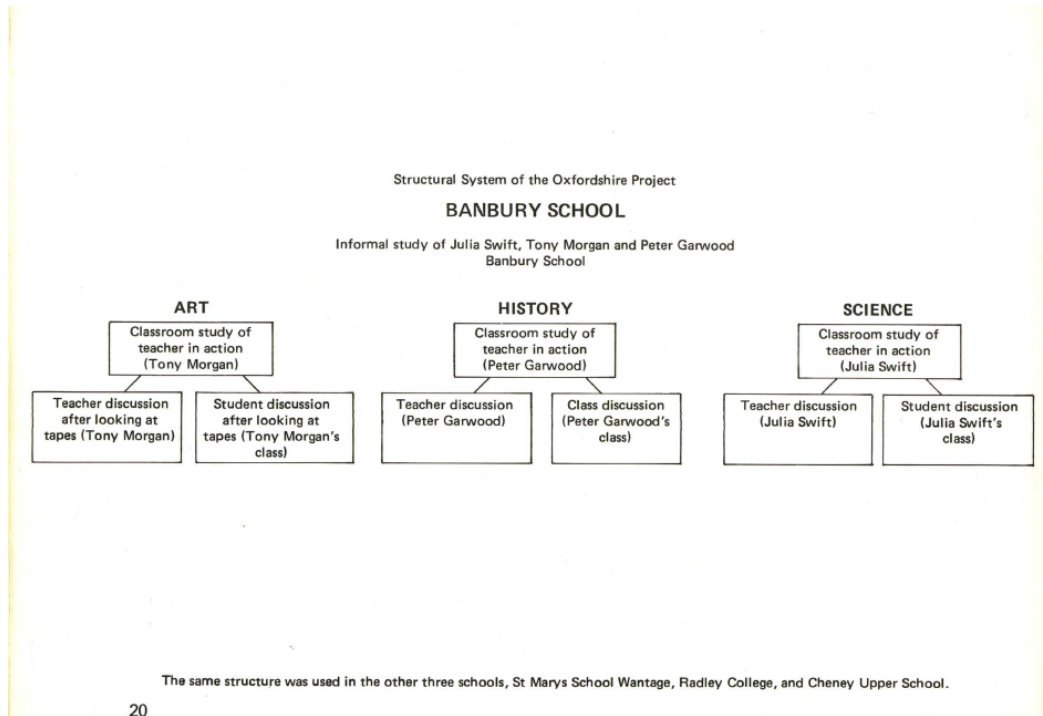 Structural System of the Oxfordshire Project
BANBURY SCHOOL
Informal study of Julia Swift, Tony Morgan and Peter Garwood
Banbury School
ART
Classroom study of
teacher in action
(Tony Morgan)
Teacher discussion
after looking at
tapes (Tony Morgan)
Student discussion
after looking at
tapes (Tony Morgan's
class)
HISTORY
Classroom study of
teacher in action
(Peter Garwood)
Teacher discussion
(Peter Garwood)
Class discussion
(Peter Garwood's
class)
SCIENCE
Classroom study of
teacher in action
(Julia Swift)
Teacher discussion
(Julia Swift)
Student discussion
(Julia Swift's
class)
The same structure was used in the other three schools, St Marys School Wantage, Radley College, and Cheney Upper School.
20